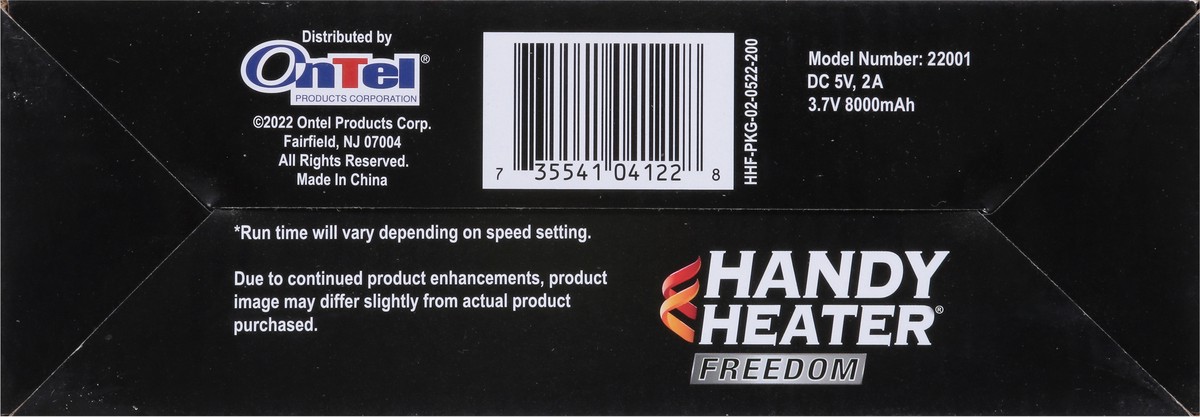 Distributed by
OnTel®
PRODUCTS CORPORATION
©2022 Ontel Products Corp.
Fairfield, NJ 07004
All Rights Reserved.
Made In China
7 35541 04122 8
HHF-PKG-02-0522-200
Model Number: 22001
DC 5V, 2A
3.7V 8000mAh
*Run time will vary depending on speed setting.
Due to continued product enhancements, product
image may differ slightly from actual product
purchased.
HANDY
HEATER®
FREEDOM